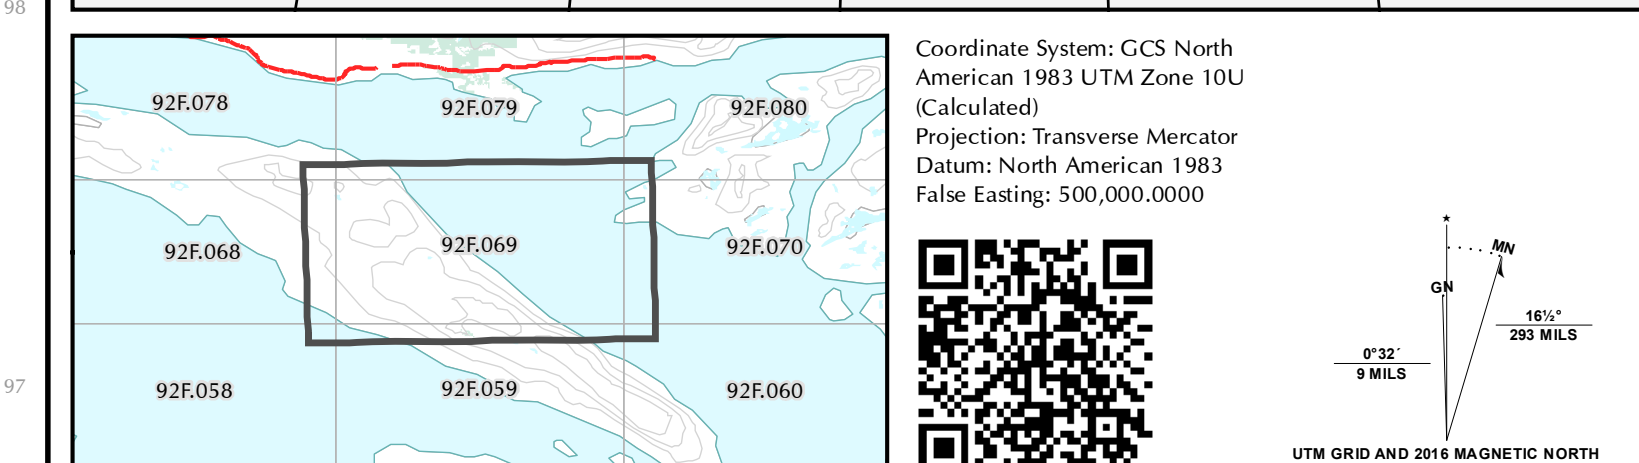 98
92F.078
92F.079
92F.080
92F.068
92F.069
92F.070
97
92F.058
92F.059
92F.060
Coordinate System: GCS North
American 1983 UTM Zone 10U
(Calculated)
Projection: Transverse Mercator
Datum: North American 1983
False Easting: 500,000.0000
MN
GN
16½°
293 MILS
0°32´
9 MILS
UTM GRID AND 2016 MAGNETIC NORTH